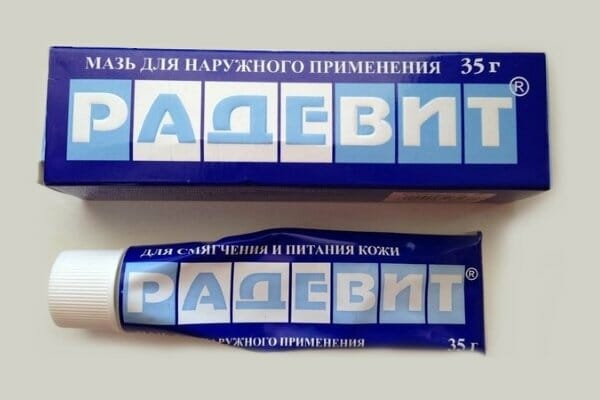 МАЗЬ ДЛЯ НАРУЖНОГО ПРИМЕНЕНИЯ 35 г
РАДЕВИТ®
ДЛЯ СМЯГЧЕНИЯ И ПИТАНИЯ КОЖИ
РАДЕВИТ®
НАРУЖНОГО ПРИМЕНЕНИЯ 35 г